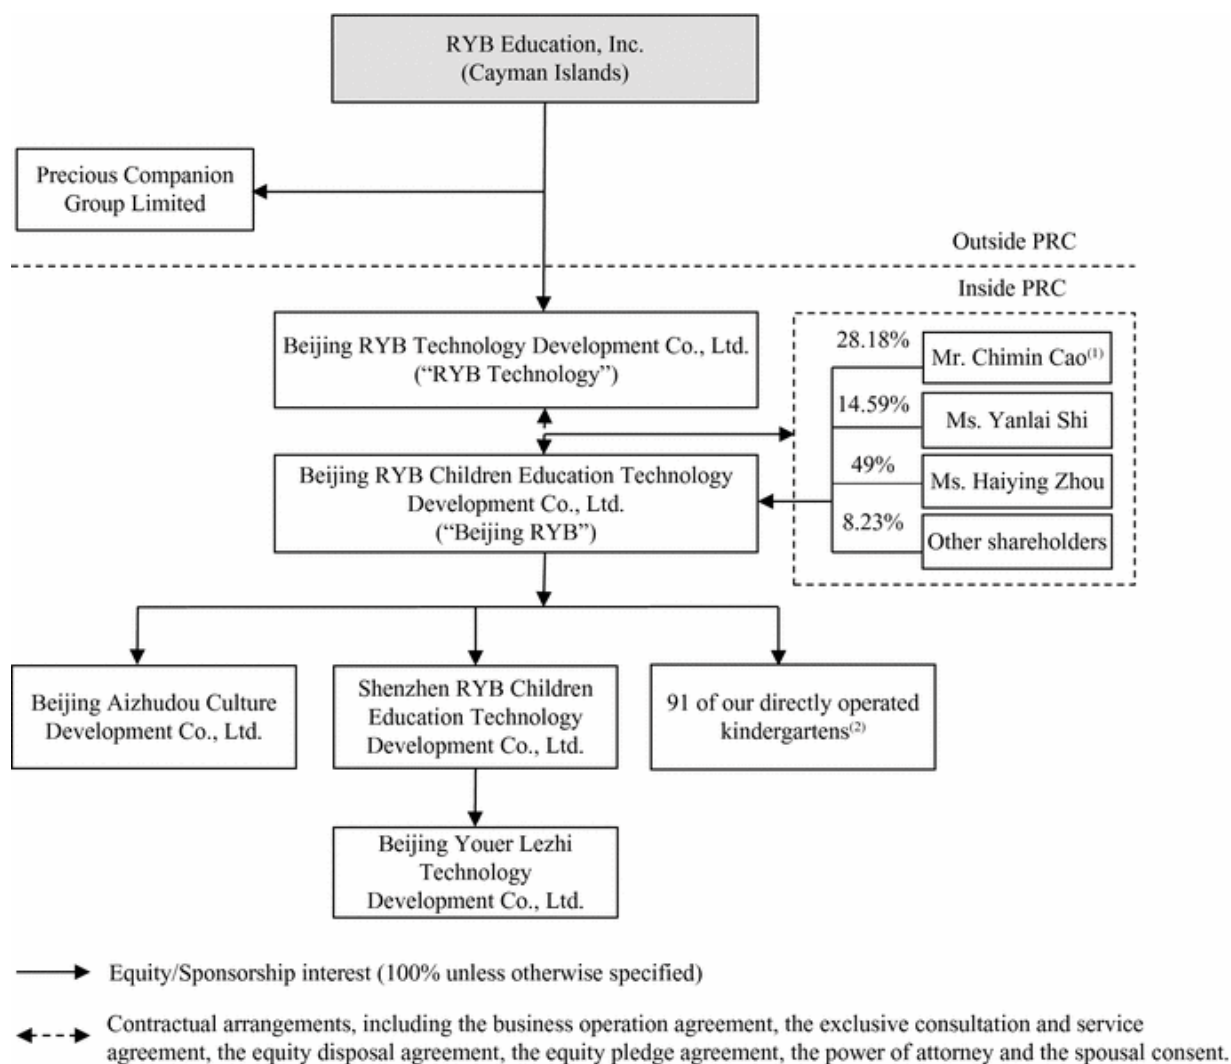 RYB Education, Inc.
(Cayman Islands)
Precious Companion
Group Limited
Outside PRC
Inside PRC
Beijing RYB Technology Development Co., Ltd.
(“RYB Technology”)
28.18%
Mr. Chimin Cao(1)
14.59%
Ms. Yanlai Shi
49%
Ms. Haiying Zhou
8.23%
Other shareholders
Beijing RYB Children Education Technology
Development Co., Ltd.
(“Beijing RYB”)
Beijing Aizhudou Culture
Development Co., Ltd.
Shenzhen RYB Children
Education Technology
Development Co., Ltd.
91 of our directly operated
kindergartens(2)
Beijing Youer Lezhi
Technology
Development Co., Ltd.
Equity/Sponsorship interest (100% unless otherwise specified)
Contractual arrangements, including the business operation agreement, the exclusive consultation and service
agreement, the equity disposal agreement, the equity pledge agreement, the power of attorney and the spousal consent